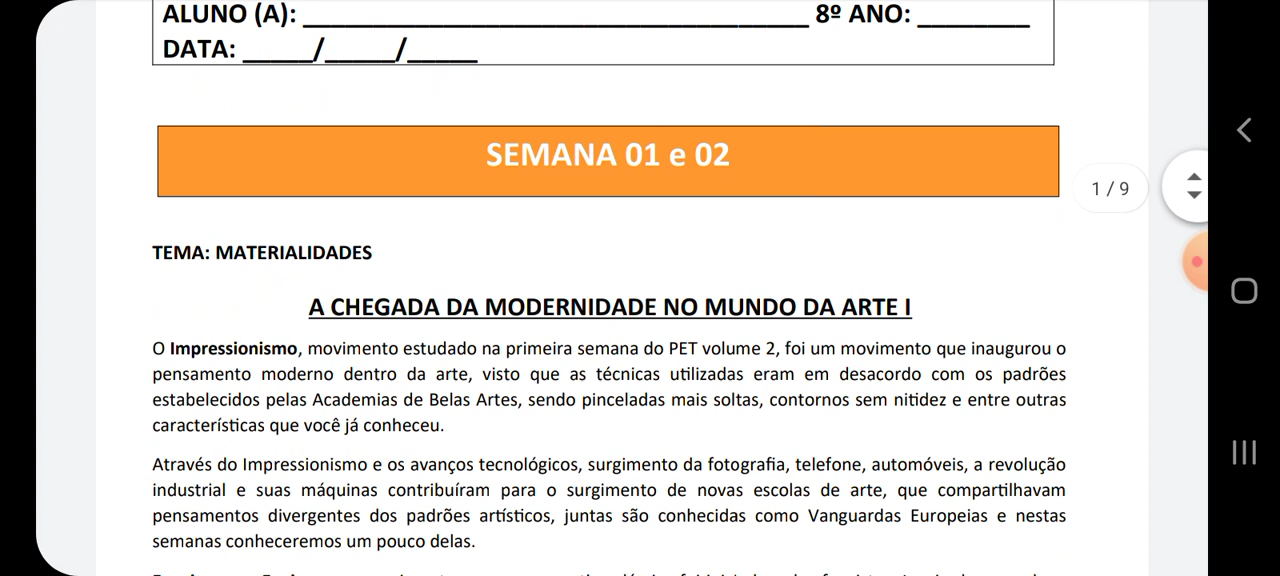 ALUNO (A): _____________________________________ 8º ANO: ________
DATA: _____/_____/_____
SEMANA 01 e 02
1 / 9
TEMA: MATERIALIDADES
A CHEGADA DA MODERNIDADE NO MUNDO DA ARTE I
O Impressionismo, movimento estudado na primeira semana do PET volume 2, foi um movimento que inaugurou o
pensamento moderno dentro da arte, visto que as técnicas utilizadas eram em desacordo com os padrões
estabelecidos pelas Academias de Belas Artes, sendo pinceladas mais soltas, contornos sem nitidez e entre outras
características que você já conheceu.
Através do Impressionismo e os avanços tecnológicos, surgimento da fotografia, telefone, automóveis, a revolução
industrial e suas máquinas contribuíram para o surgimento de novas escolas de arte, que compartilhavam
pensamentos divergentes dos padrões artísticos, juntas são conhecidas como Vanguardas Europeias e nestas
semanas conheceremos um pouco delas.